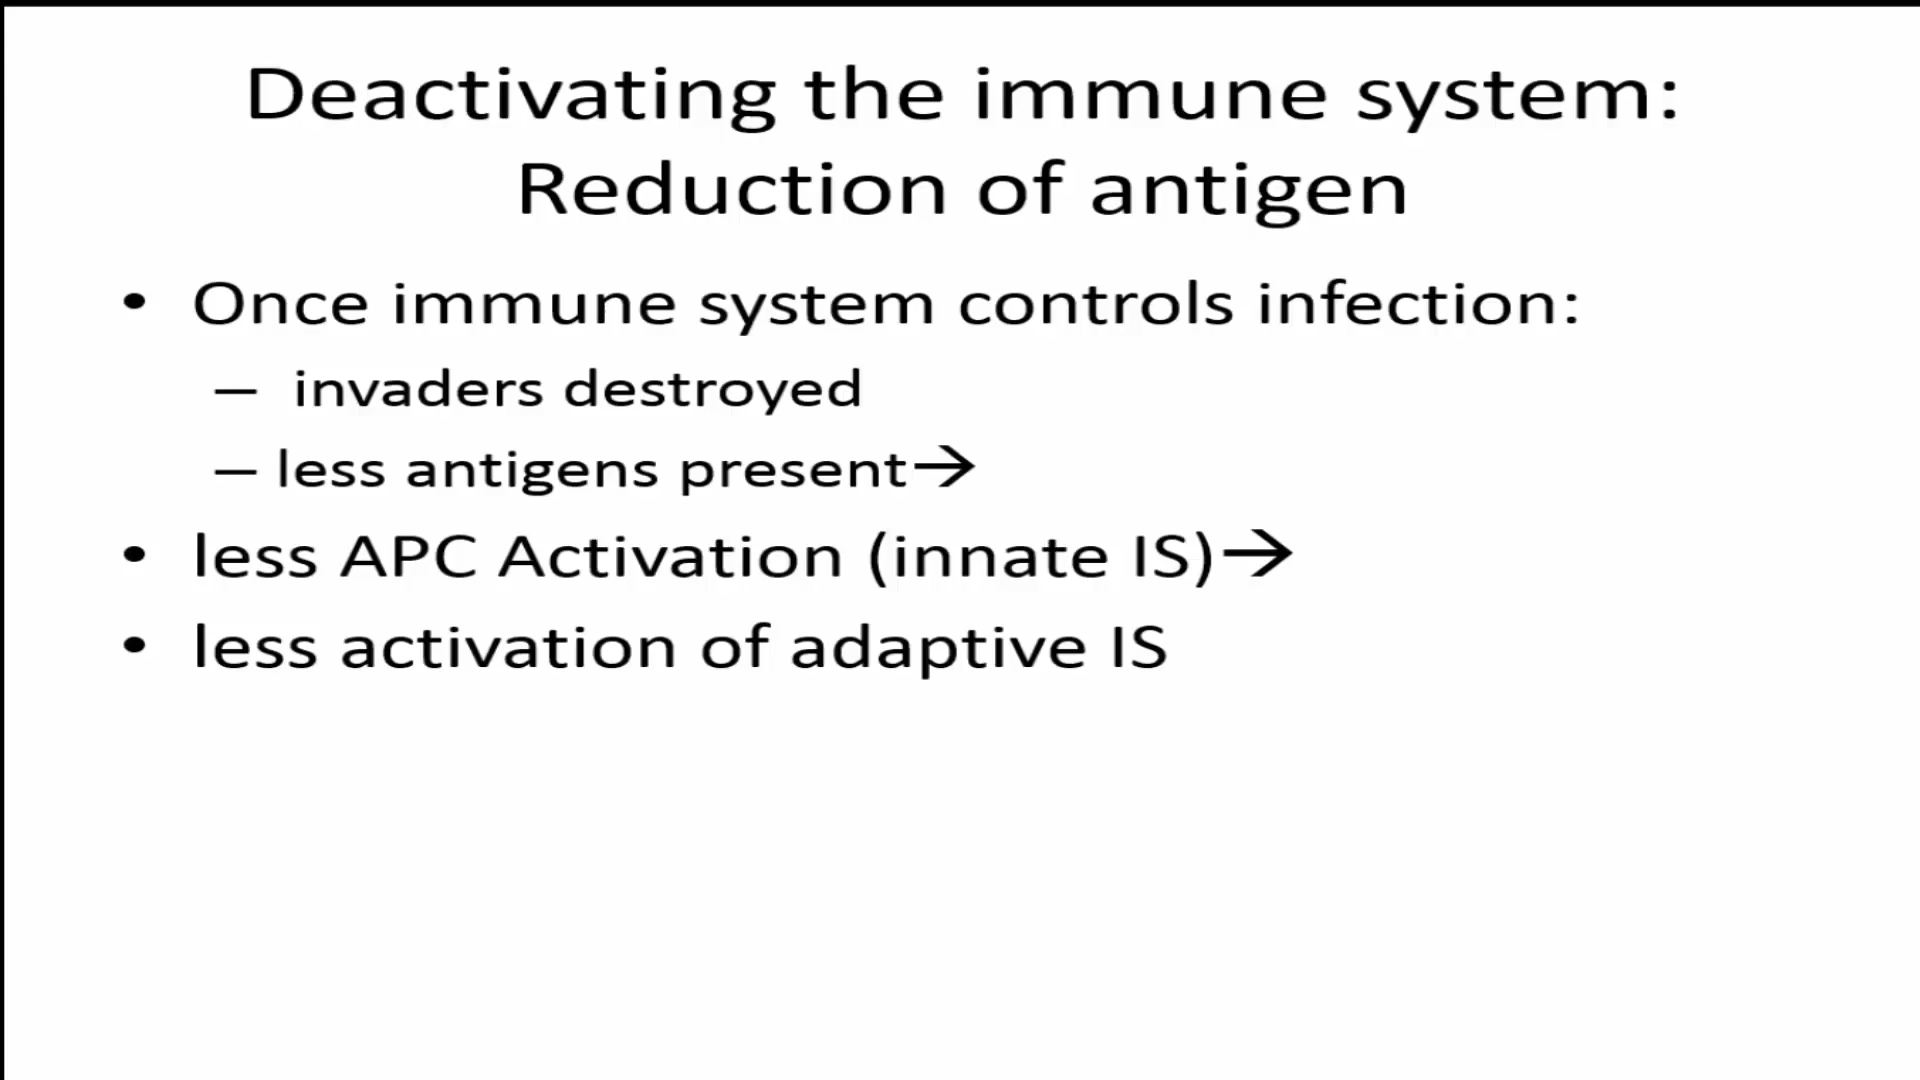 Deactivating the immune system:
Reduction of antigen
• Once immune system controls infection:
– invaders destroyed
– less antigens present→
• less APC Activation (innate IS)→
• less activation of adaptive IS